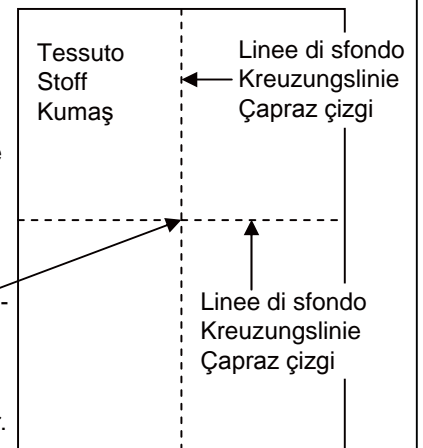 Tessuto
Stoff
Kumaş
Linee di sfondo
Kreuzungslinie
Çapraz çizgi
Linee di sfondo
Kreuzungslinie
Çapraz çizgi